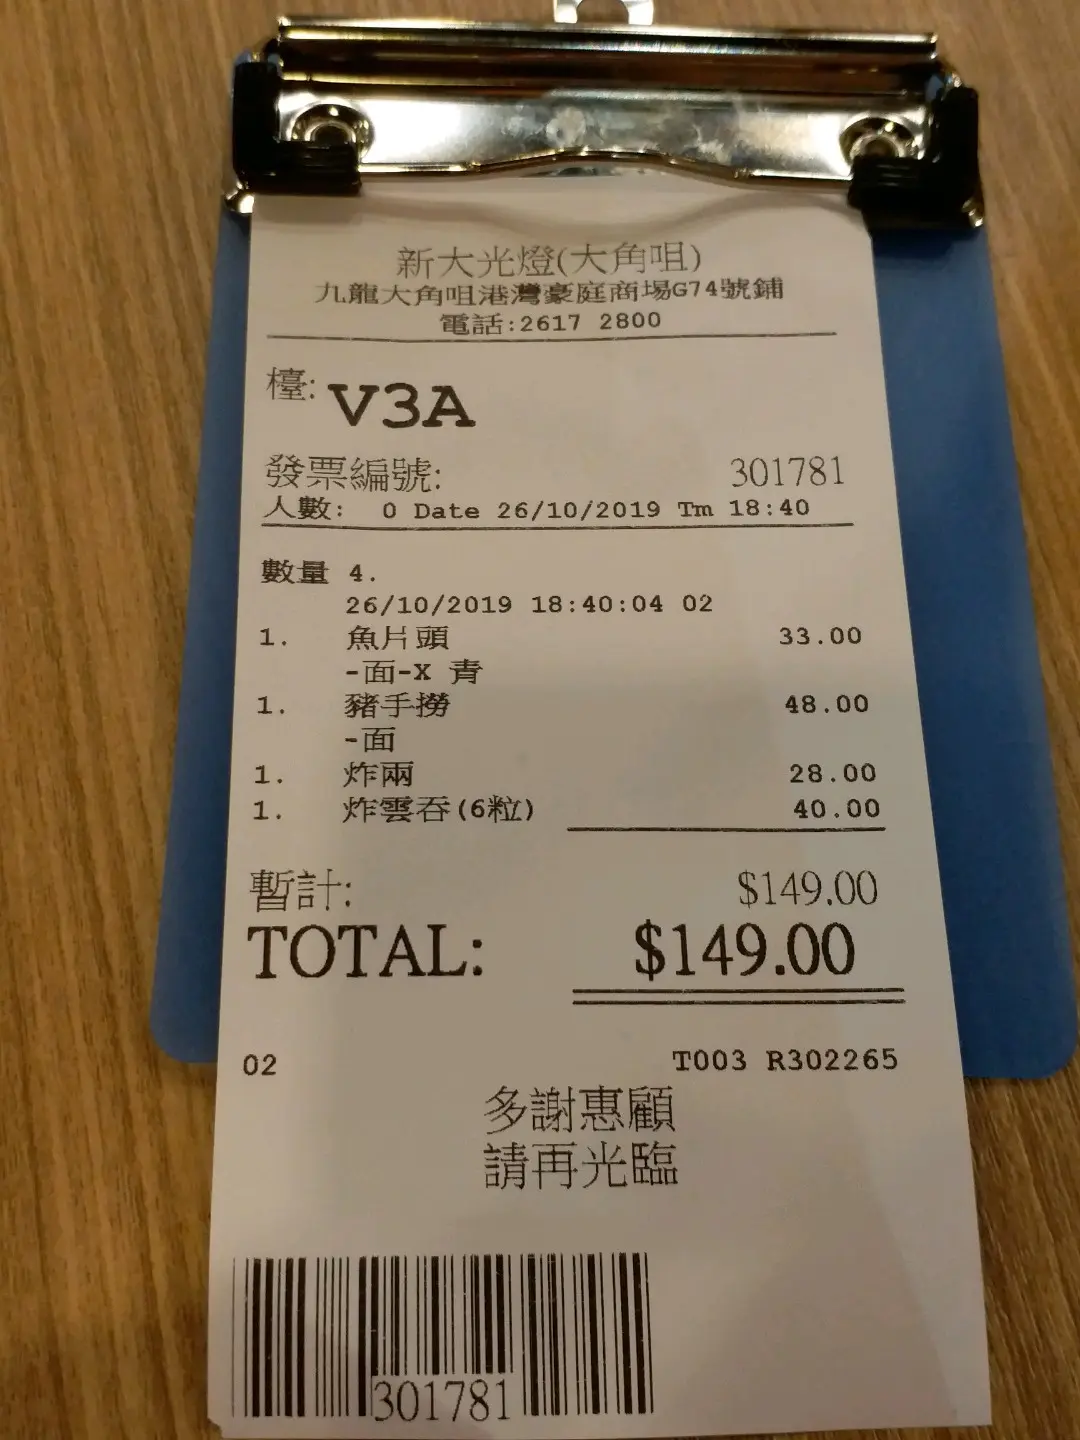 新大光燈(大角咀)
九龍大角咀港灣豪庭商場G74號鋪
電話:2617 2800
檯: V3A
發票編號: 301781
人數: 0 Date 26/10/2019 Tm 18:40
數量 4.
26/10/2019 18:40:04 02
1. 魚片頭 33.00
-面-X 青
1. 豬手撈 48.00
-面
1. 炸兩 28.00
1. 炸雲吞(6粒) 40.00
暫計: $149.00
TOTAL: $149.00
02 T003 R302265
多謝惠顧
請再光臨
301781